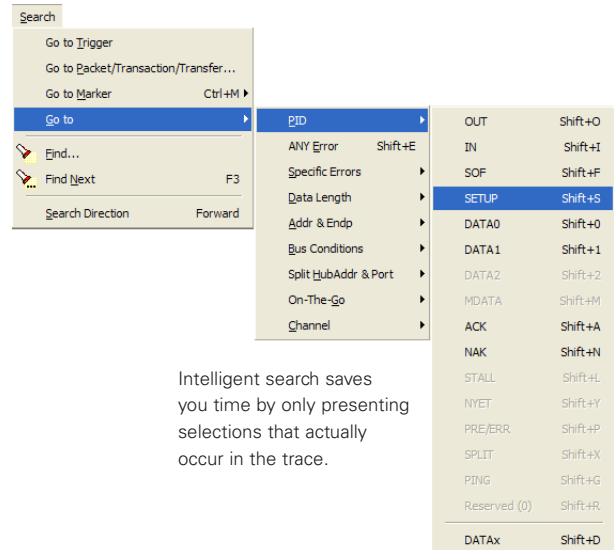 Search
Go to Trigger
Go to Packet/Transaction/Transfer...
Go to Marker Ctrl+M
Go to
Find...
Find Next F3
Search Direction Forward
PID
ANY Error Shift+E
Specific Errors
Data Length
Addr & Endp
Bus Conditions
Split HubAddr & Port
On-The-Go
Channel
OUT Shift+O
IN Shift+I
SOF Shift+F
SETUP Shift+S
DATA0 Shift+0
DATA1 Shift+1
DATA2 Shift+2
MDATA Shift+M
ACK Shift+A
NAK Shift+N
STALL Shift+L
NYET Shift+Y
PRE/ERR Shift+P
SPLIT Shift+X
PING Shift+G
Reserved (0) Shift+R
DATAx Shift+D
Intelligent search saves
you time by only presenting
selections that actually
occur in the trace.